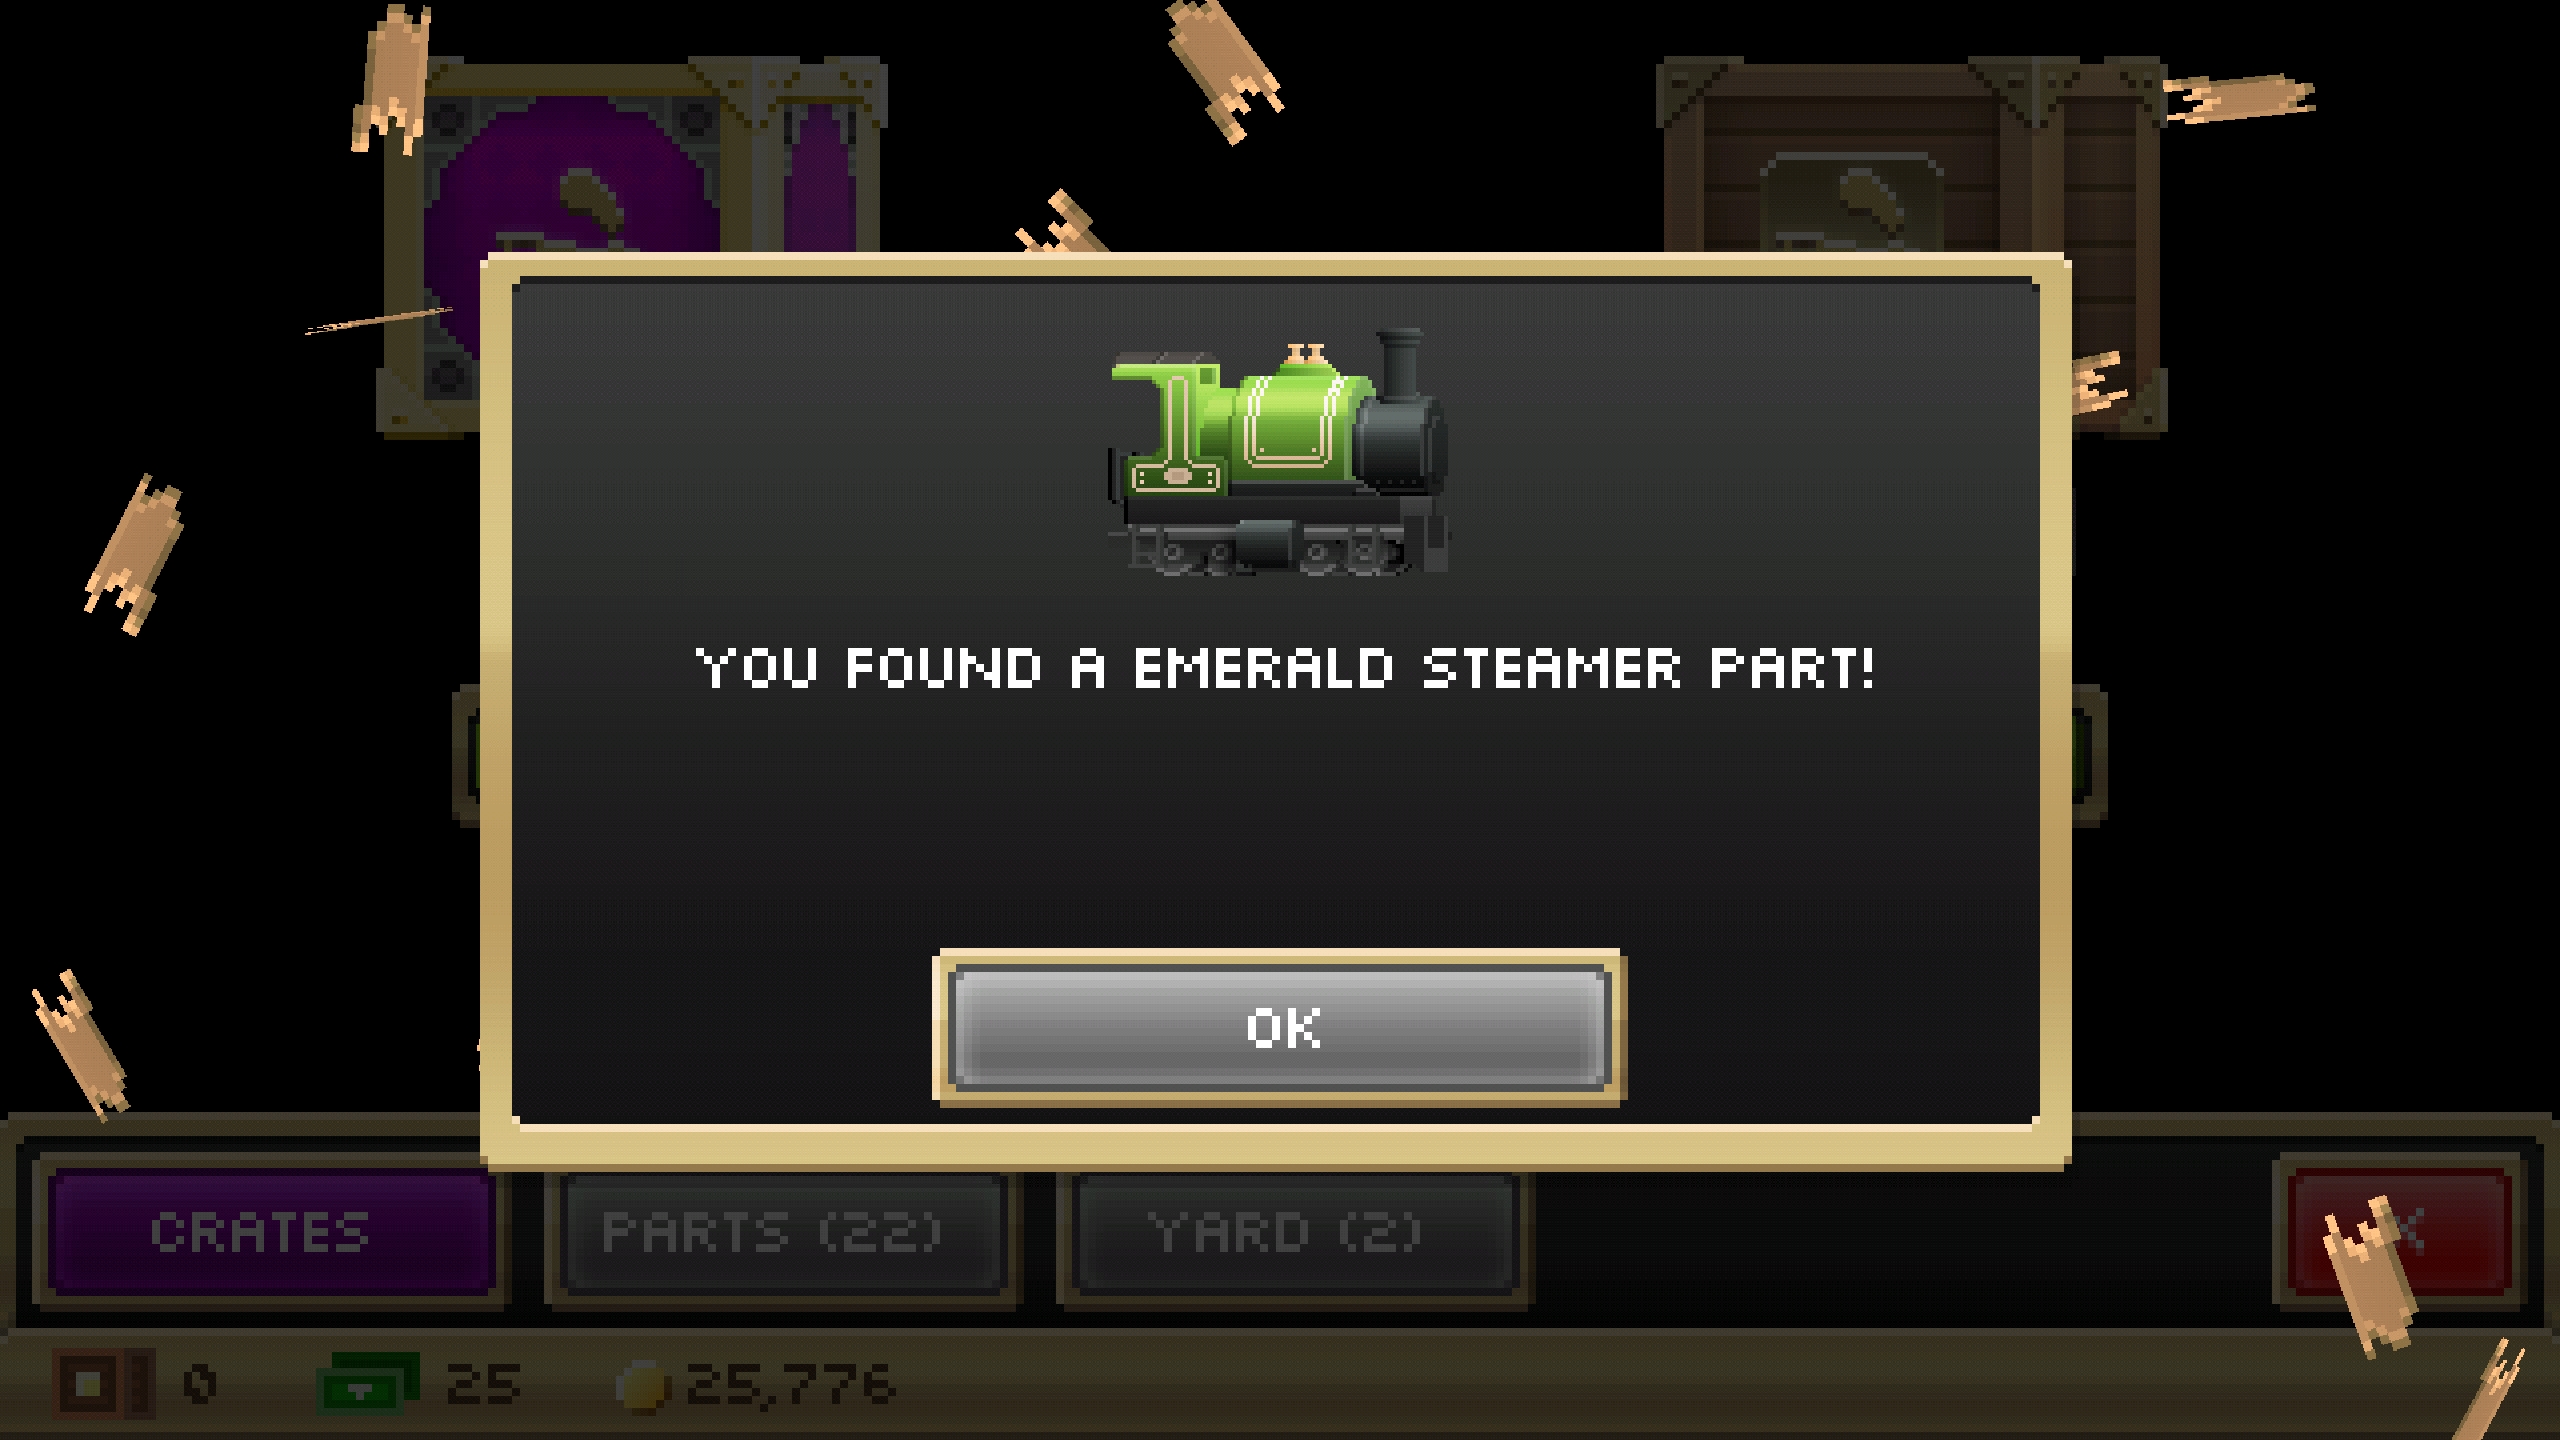 YOU FOUND A EMERALD STEAMER PART!
OK
CRATES
PARTS (22)
YARD (2)
X
0
25
25,776